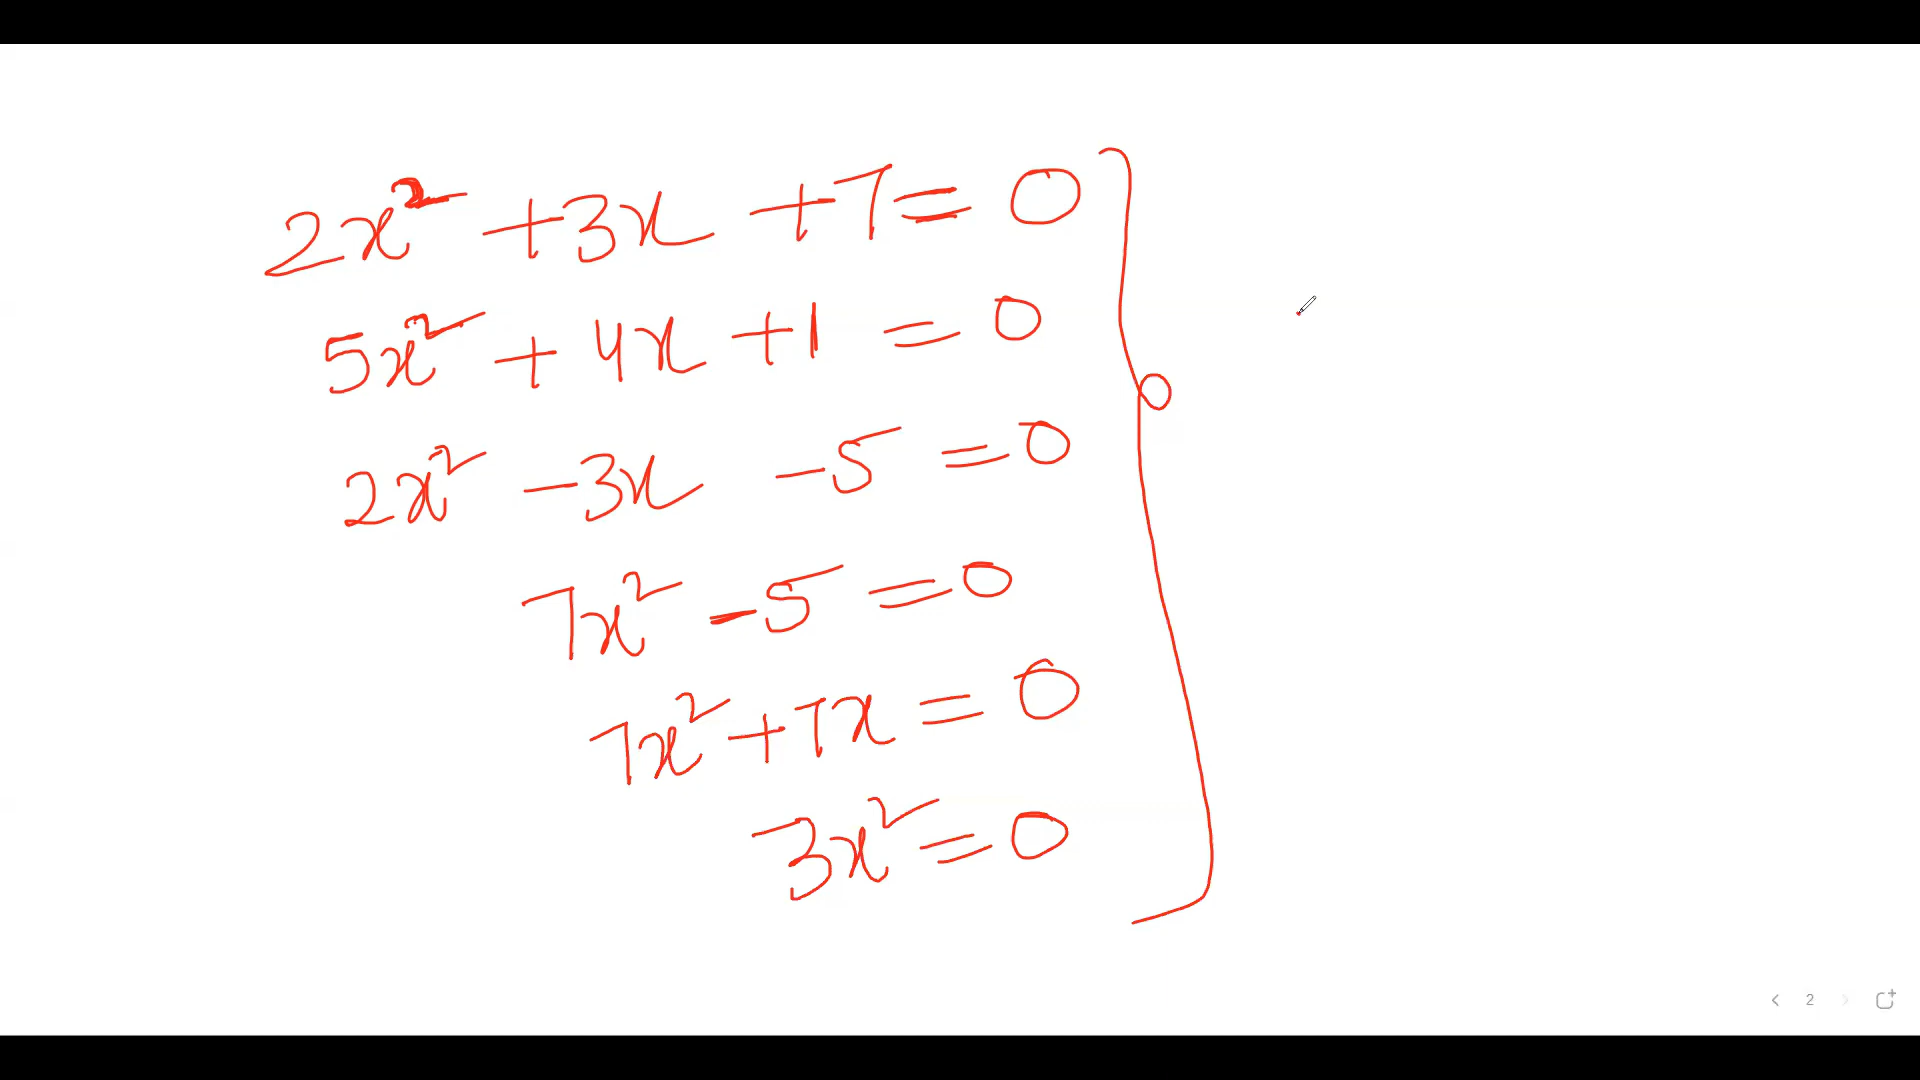 2x² + 3x + 7 = 0
5x² + 4x + 1 = 0
2x² - 3x - 5 = 0
7x² - 5 = 0
7x² + 7x = 0
3x² = 0
2